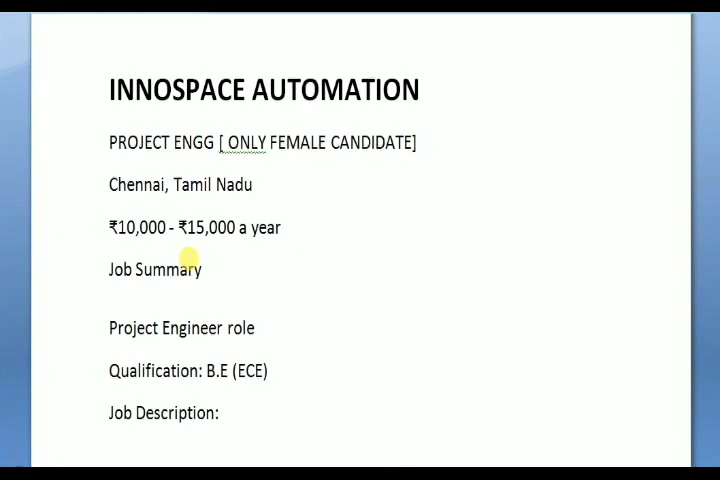 INNOSPACE AUTOMATION
PROJECT ENGG [ ONLY FEMALE CANDIDATE]
Chennai, Tamil Nadu
₹10,000 - ₹15,000 a year
Job Summary
Project Engineer role
Qualification: B.E (ECE)
Job Description: